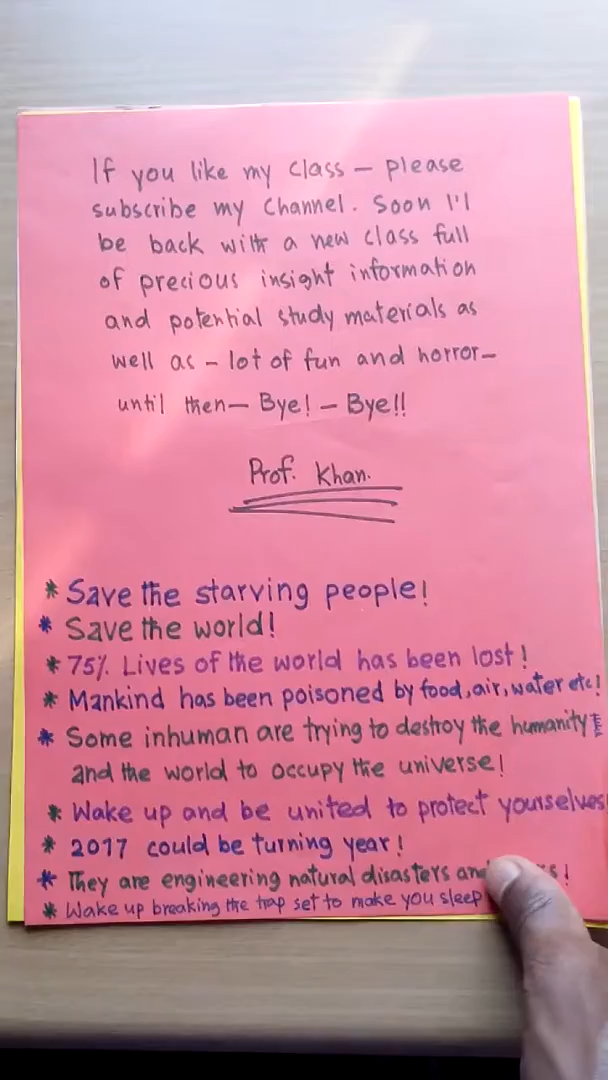 If you like my class – please
subscribe my channel. Soon I'll
be back with a new class full
of precious insight information
and potential study materials as
well as – lot of fun and horror–
until then– Bye! – Bye!!
Prof. Khan.
* Save the starving people!
* Save the world!
* 75% Lives of the world has been lost!
* Mankind has been poisoned by food, air, water etc!
* Some inhuman are trying to destroy the humanity
and the world to occupy the universe!
* Wake up and be united to protect yourselves
* 2017 could be turning year!
* They are engineering natural disasters !
* Wake up breaking the trap set to make you sleep